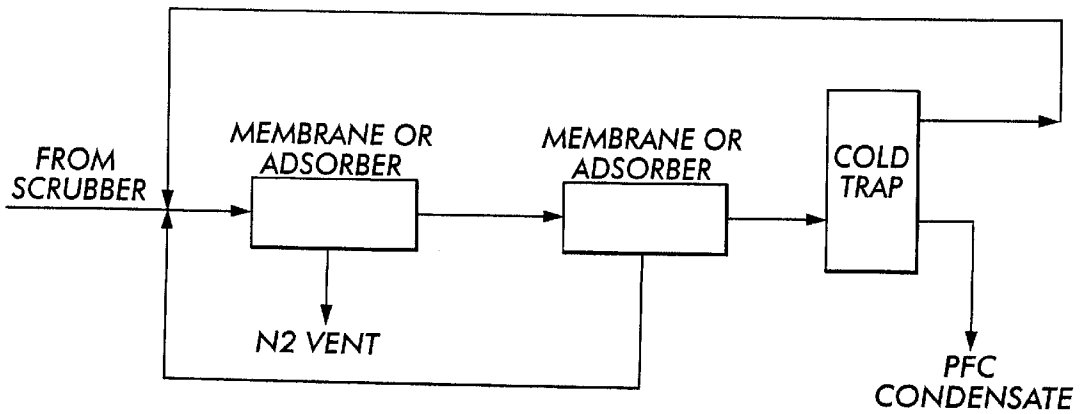 FROM
SCRUBBER
MEMBRANE OR
ADSORBER
MEMBRANE OR
ADSORBER
COLD
TRAP
N2 VENT
PFC
CONDENSATE